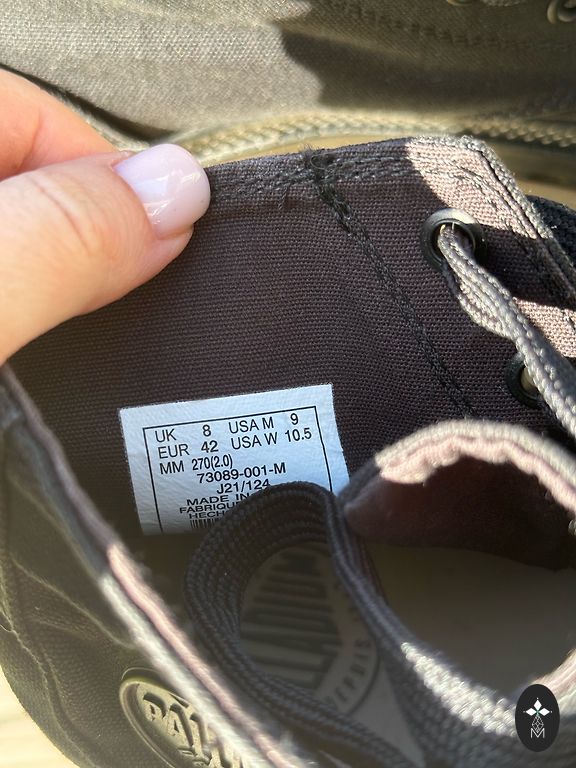 UK 8 USA M 9
EUR 42 USA W 10.5
MM 270(2.0)
73089-001-M
J21/124
MADE IN